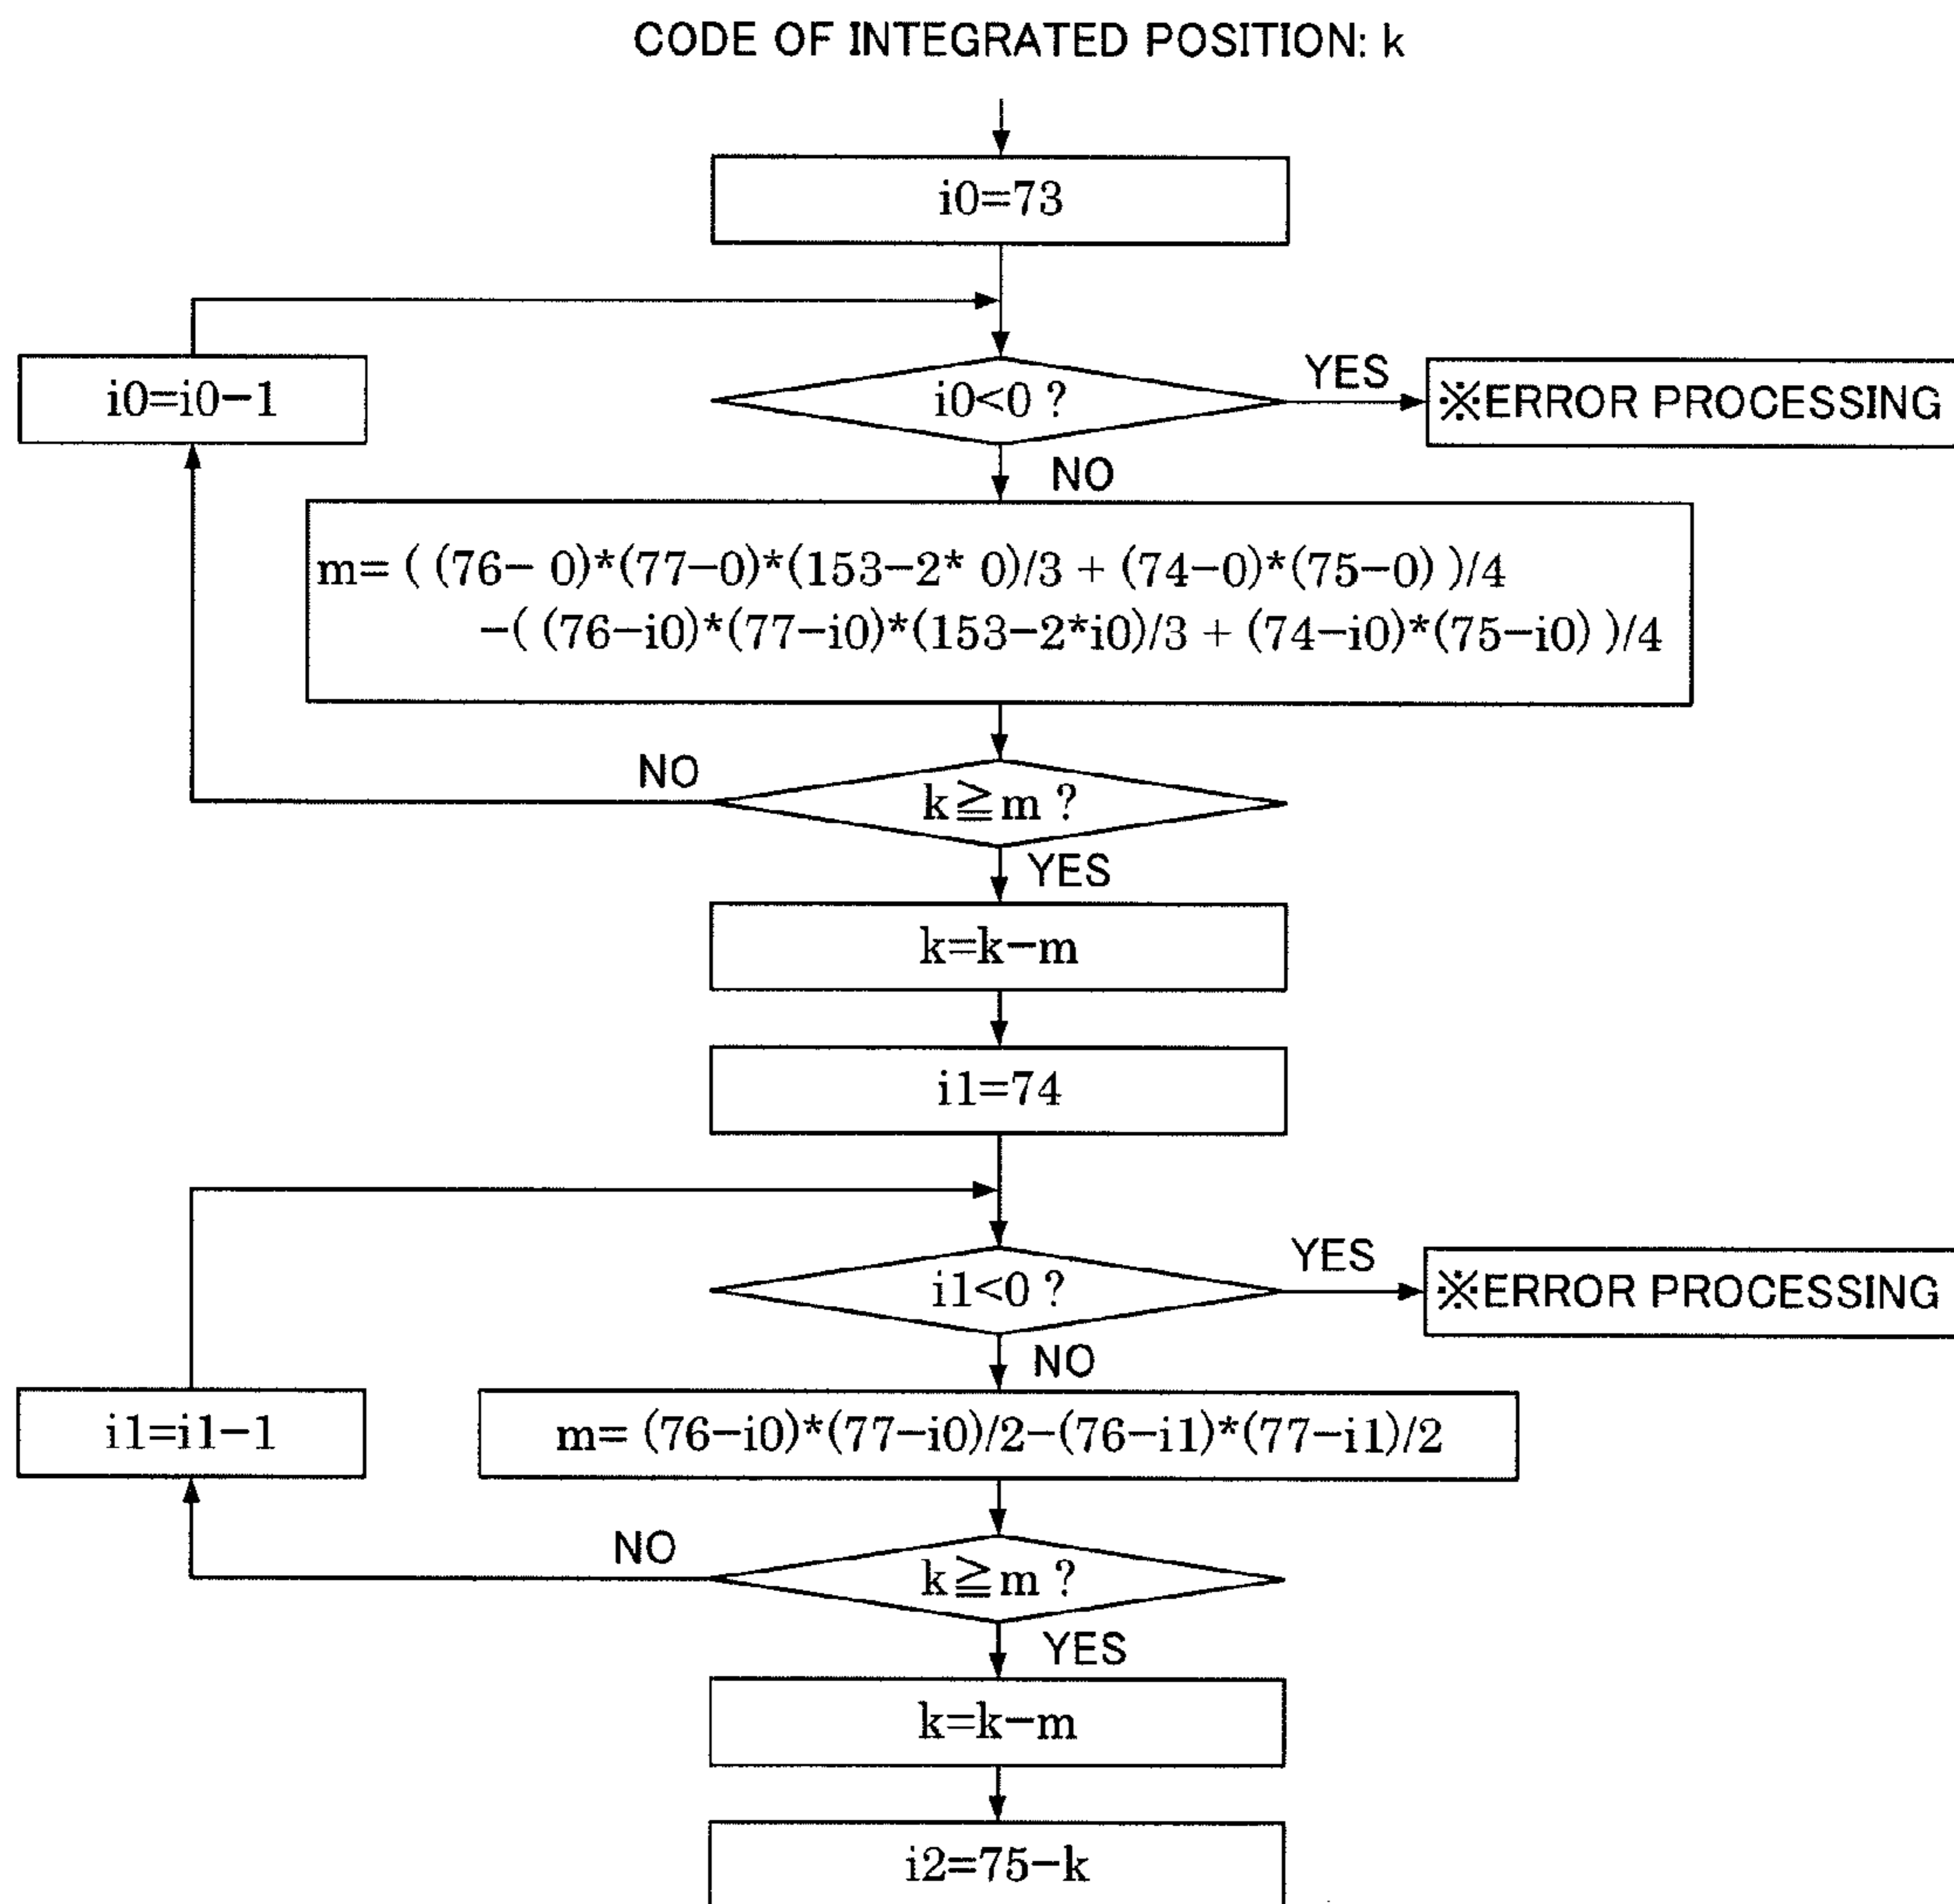 CODE OF INTEGRATED POSITION: k
i0=73
i0=i0−1
i0<0 ?
YES
※ERROR PROCESSING
NO
m= ( (76− 0)*(77−0)*(153−2* 0)/3 + (74−0)*(75−0) )/4
−( (76−i0)*(77−i0)*(153−2*i0)/3 + (74−i0)*(75−i0) )/4
NO
k≧m ?
YES
k=k−m
i1=74
i1<0 ?
YES
※ERROR PROCESSING
NO
i1=i1−1
m= (76−i0)*(77−i0)/2−(76−i1)*(77−i1)/2
NO
k≧m ?
YES
k=k−m
i2=75−k